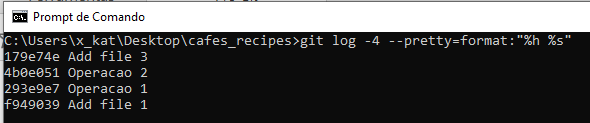 Prompt de Comando
C:\Users\x_kat\Desktop\cafes_recipes>git log -4 --pretty=format:"%h %s"
179e74e Add file 3
4b0e051 Operacao 2
293e9e7 Operacao 1
f949039 Add file 1